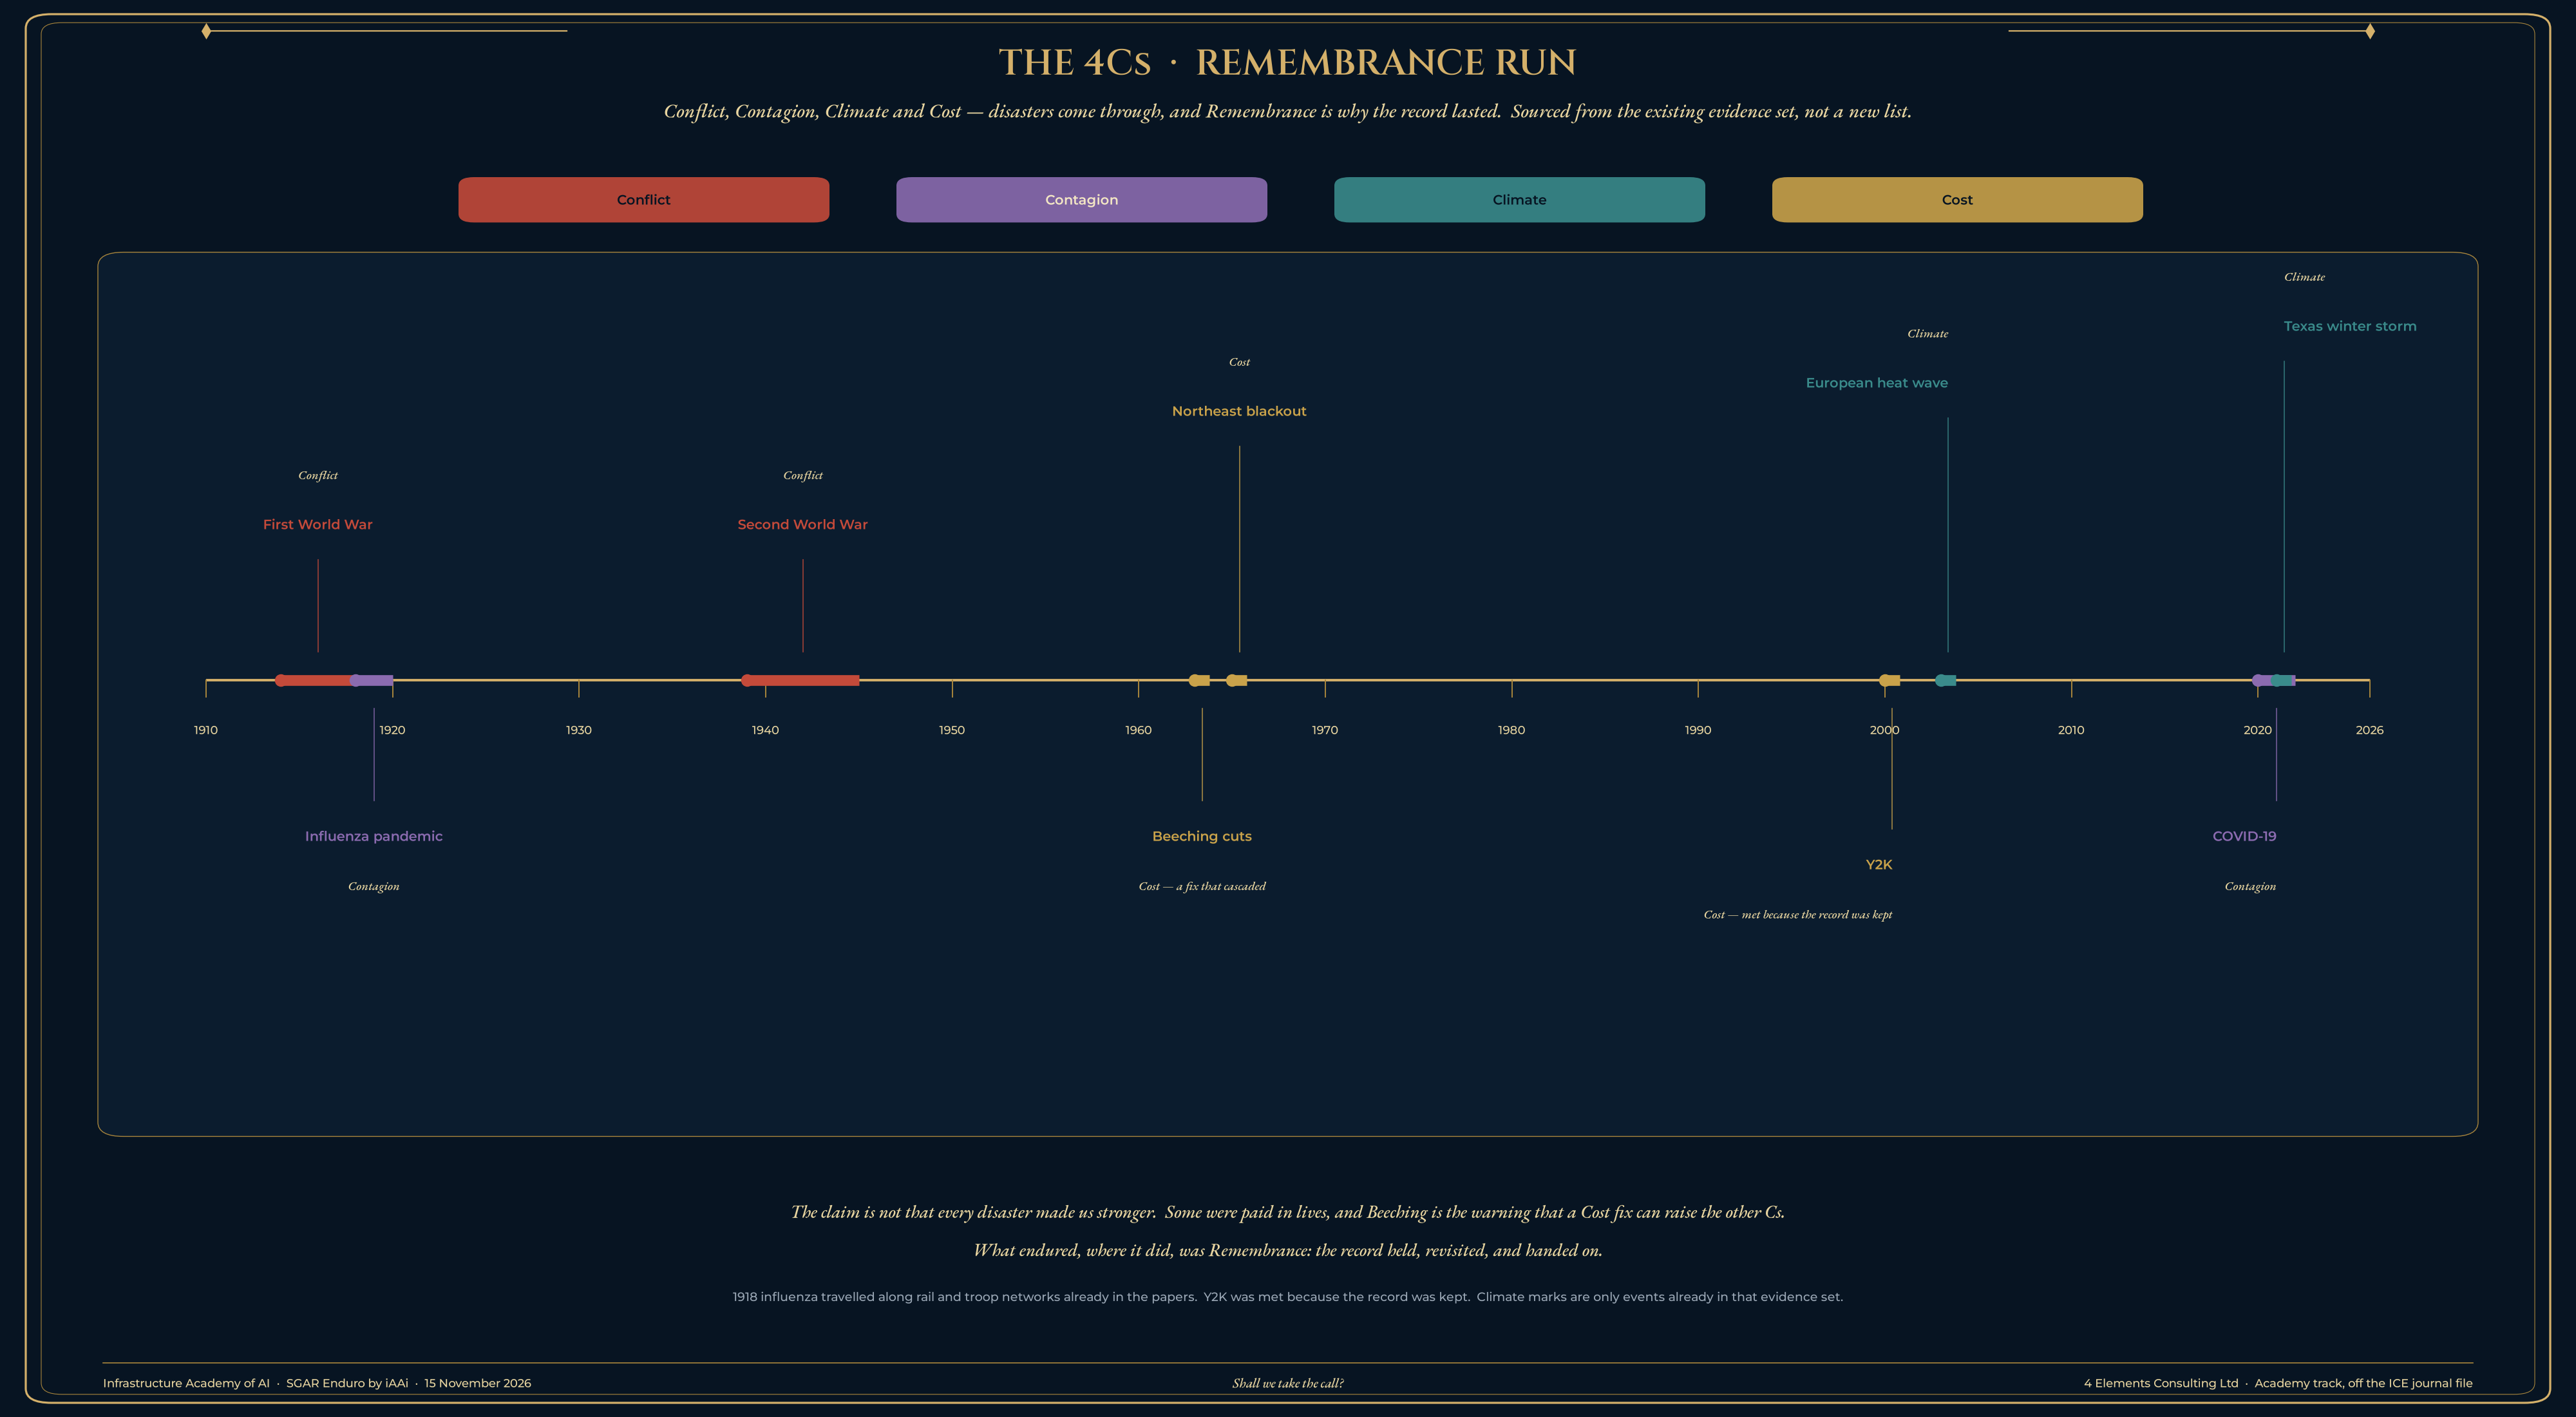 THE 4Cs · REMEMBRANCE RUN
Conflict, Contagion, Climate and Cost — disasters come through, and Remembrance is why the record lasted. Sourced from the existing evidence set, not a new list.
Conflict
Contagion
Climate
Cost
Climate
Texas winter storm
Climate
European heat wave
Cost
Northeast blackout
Conflict
First World War
Conflict
Second World War
1910
1920
1930
1940
1950
1960
1970
1980
1990
2000
2010
2020
2026
Influenza pandemic
Contagion
Beeching cuts
Cost — a fix that cascaded
Y2K
Cost — met because the record was kept
COVID-19
Contagion
The claim is not that every disaster made us stronger. Some were paid in lives, and Beeching is the warning that a Cost fix can raise the other Cs.
What endured, where it did, was Remembrance: the record held, revisited, and handed on.
1918 influenza travelled along rail and troop networks already in the papers. Y2K was met because the record was kept. Climate marks are only events already in that evidence set.
Infrastructure Academy of AI · SGAR Enduro by iAAi · 15 November 2026
Shall we take the call?
4 Elements Consulting Ltd · Academy track, off the ICE journal file